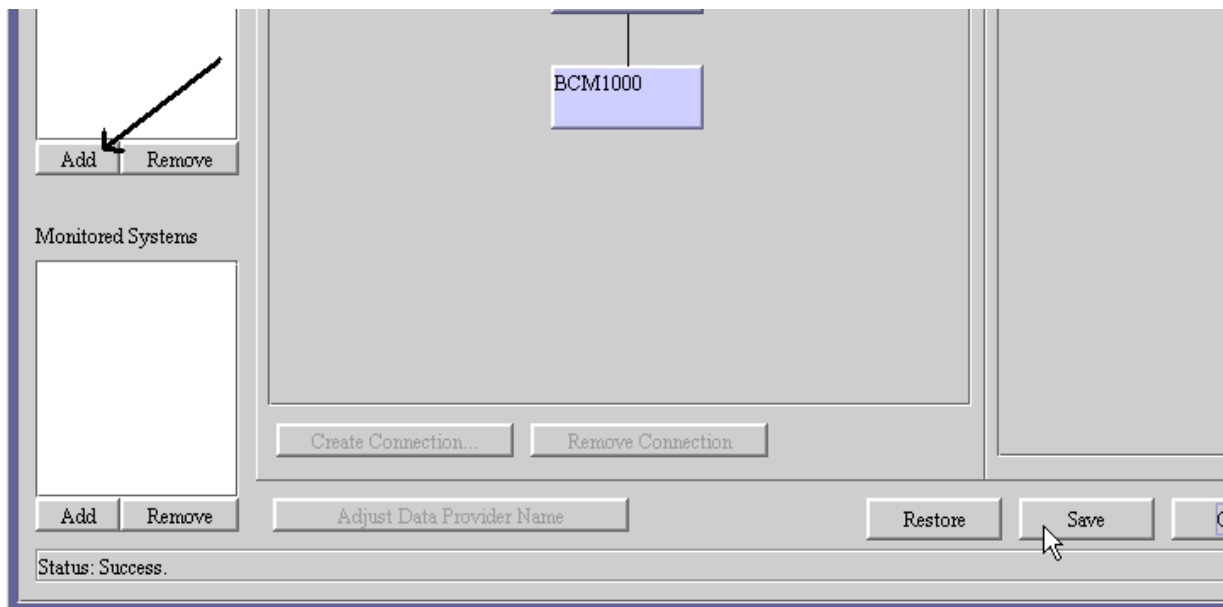 BCM1000
Add Remove
Monitored Systems
Create Connection... Remove Connection
Add Remove Adjust Data Provider Name Restore Save
Status: Success.